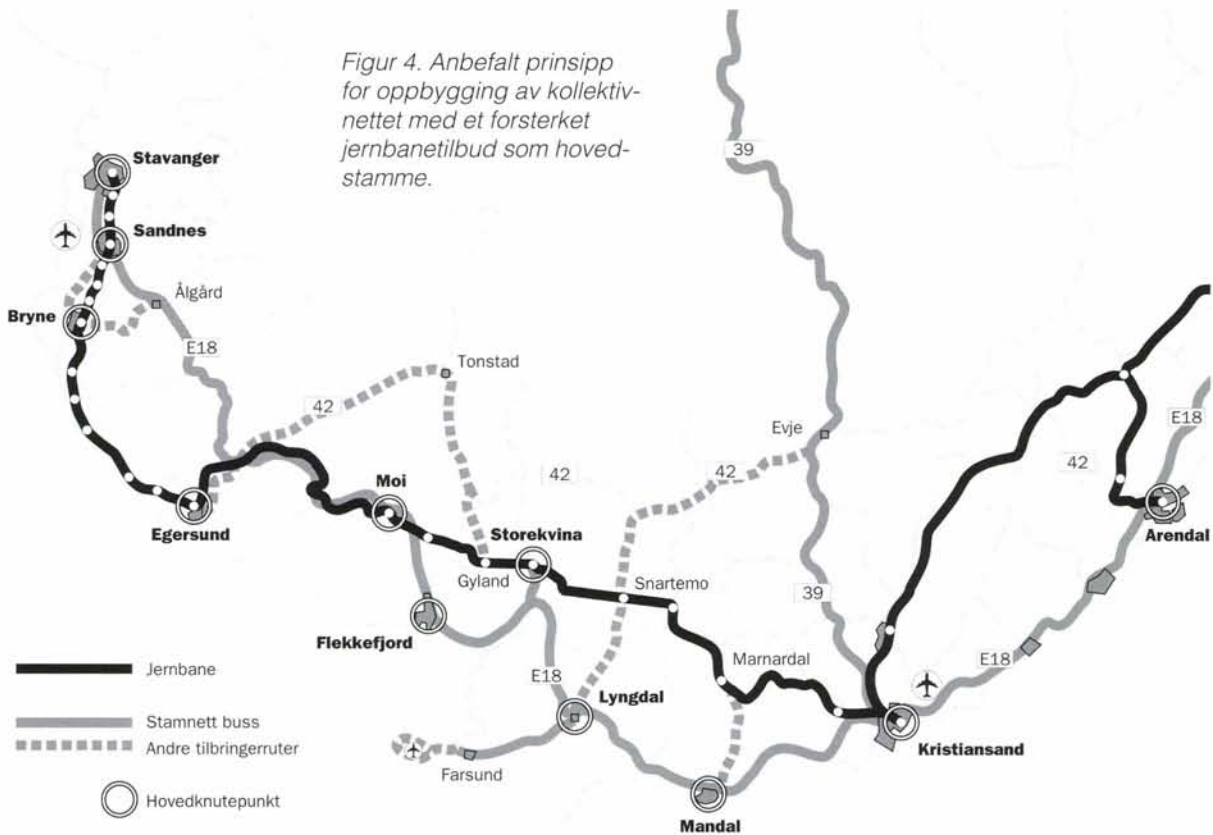 Figur 4. Anbefalt prinsipp
for oppbygging av kollektiv-
nettet med et forsterket
jernbanetilbud som hoved-
stamme.
39
Stavanger
Sandnes
Ålgård
Bryne
E18
Tonstad
42
Evje
42
42
42
E18
Moi
Egersund
Storekvina
Arendal
Gyland
Snartemo
39
Flekkefjord
Marnardal
E18
Jernbane
E18
Lyngdal
Stamnett buss
Andre tilbringerruter
Kristiansand
Farsund
Hovedknutepunkt
Mandal